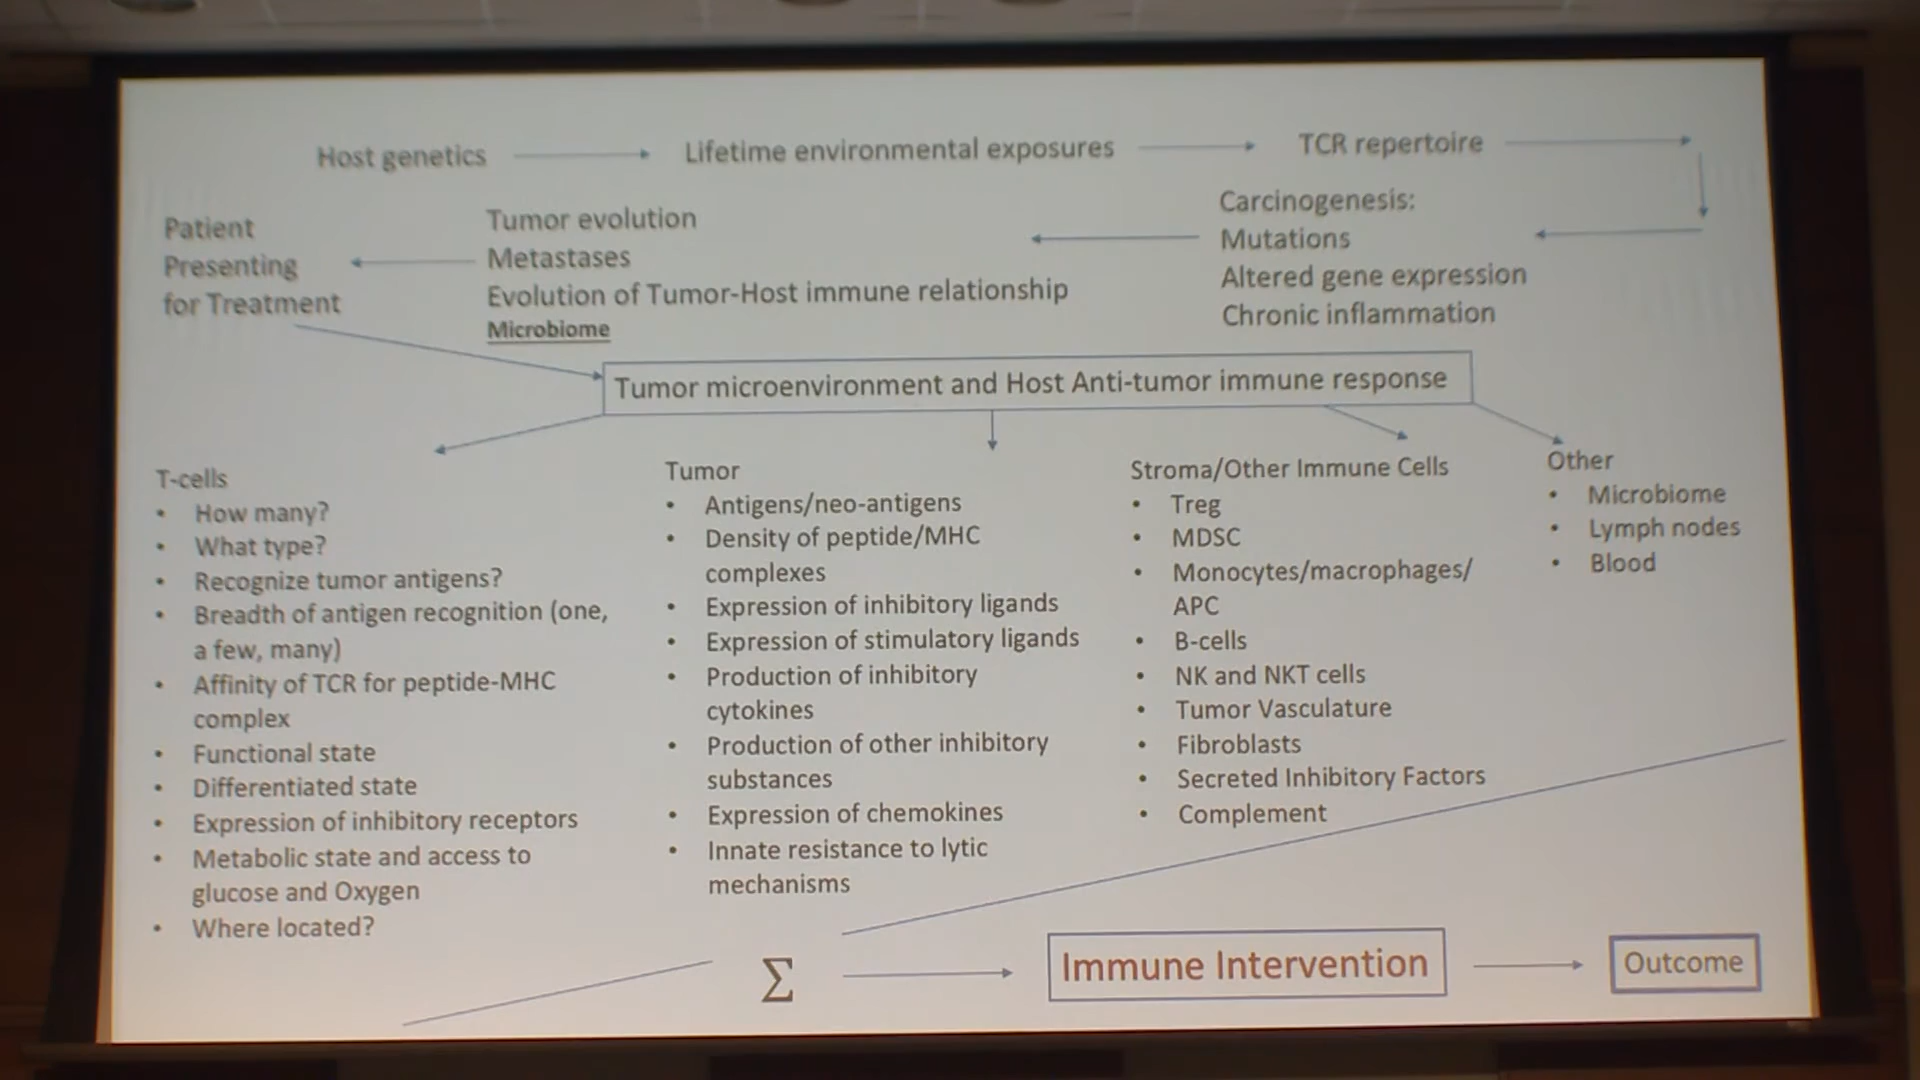 Host genetics
Lifetime environmental exposures
TCR repertoire
Carcinogenesis:
Mutations
Altered gene expression
Chronic inflammation
Tumor evolution
Metastases
Evolution of Tumor-Host immune relationship
Microbiome
Patient
Presenting
for Treatment
Tumor microenvironment and Host Anti-tumor immune response
T-cells
• How many?
• What type?
• Recognize tumor antigens?
• Breadth of antigen recognition (one,
a few, many)
• Affinity of TCR for peptide-MHC
complex
• Functional state
• Differentiated state
• Expression of inhibitory receptors
• Metabolic state and access to
glucose and Oxygen
• Where located?
Tumor
• Antigens/neo-antigens
• Density of peptide/MHC
complexes
• Expression of inhibitory ligands
• Expression of stimulatory ligands
• Production of inhibitory
cytokines
• Production of other inhibitory
substances
• Expression of chemokines
• Innate resistance to lytic
mechanisms
Stroma/Other Immune Cells
• Treg
• MDSC
• Monocytes/macrophages/
APC
• B-cells
• NK and NKT cells
• Tumor Vasculature
• Fibroblasts
• Secreted Inhibitory Factors
• Complement
Other
• Microbiome
• Lymph nodes
• Blood
Σ
Immune Intervention
Outcome